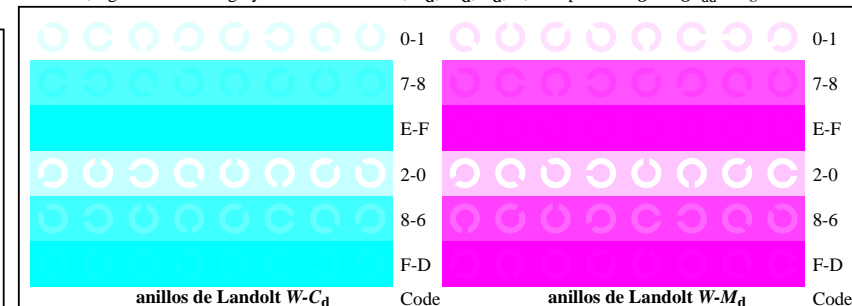 0-1 0-1
7-8 7-8
E-F E-F
2-0 2-0
8-6 8-6
F-D F-D
anillos de Landolt W-Cd Code anillos de Landolt W-Md Code